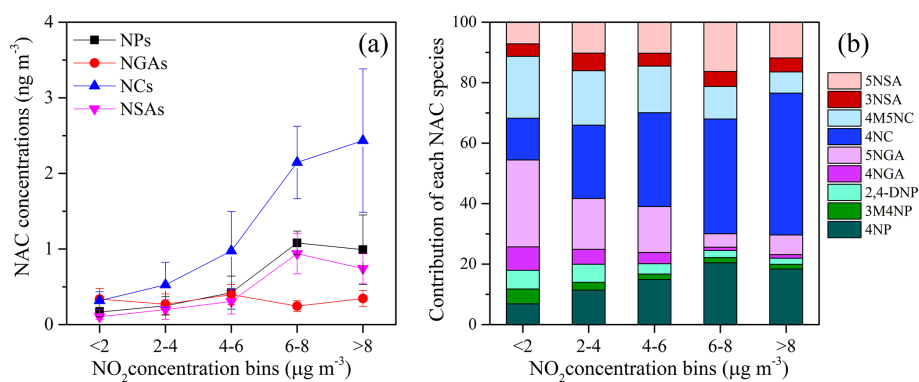 (a)
NPs
NGAs
NCs
NSAs
NAC concentrations (ng m⁻³)
4
3
2
1
0
<2
2-4
4-6
6-8
>8
NO₂concentration bins (μg m⁻³)
(b)
Contribution of each NAC species
100
80
60
40
20
0
<2
2-4
4-6
6-8
>8
NO₂concentration bins (μg m⁻³)
5NSA
3NSA
4M5NC
4NC
5NGA
4NGA
2,4-DNP
3M4NP
4NP